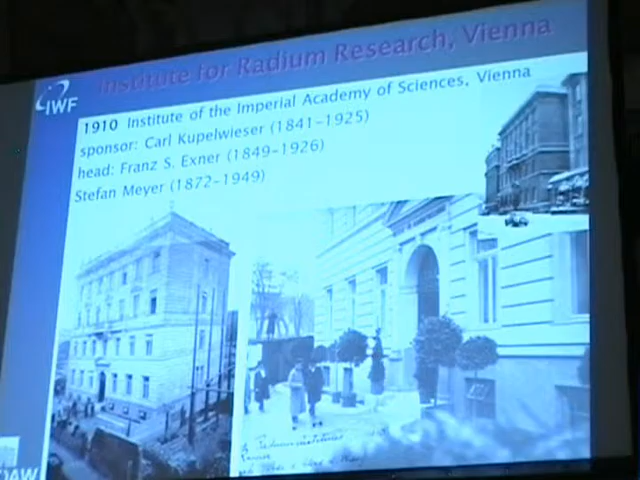 Institute for Radium Research, Vienna
IWF
1910 Institute of the Imperial Academy of Sciences, Vienna
sponsor: Carl Kupelwieser (1841-1925)
head: Franz S. Exner (1849-1926)
Stefan Meyer (1872-1949)
ÖAW